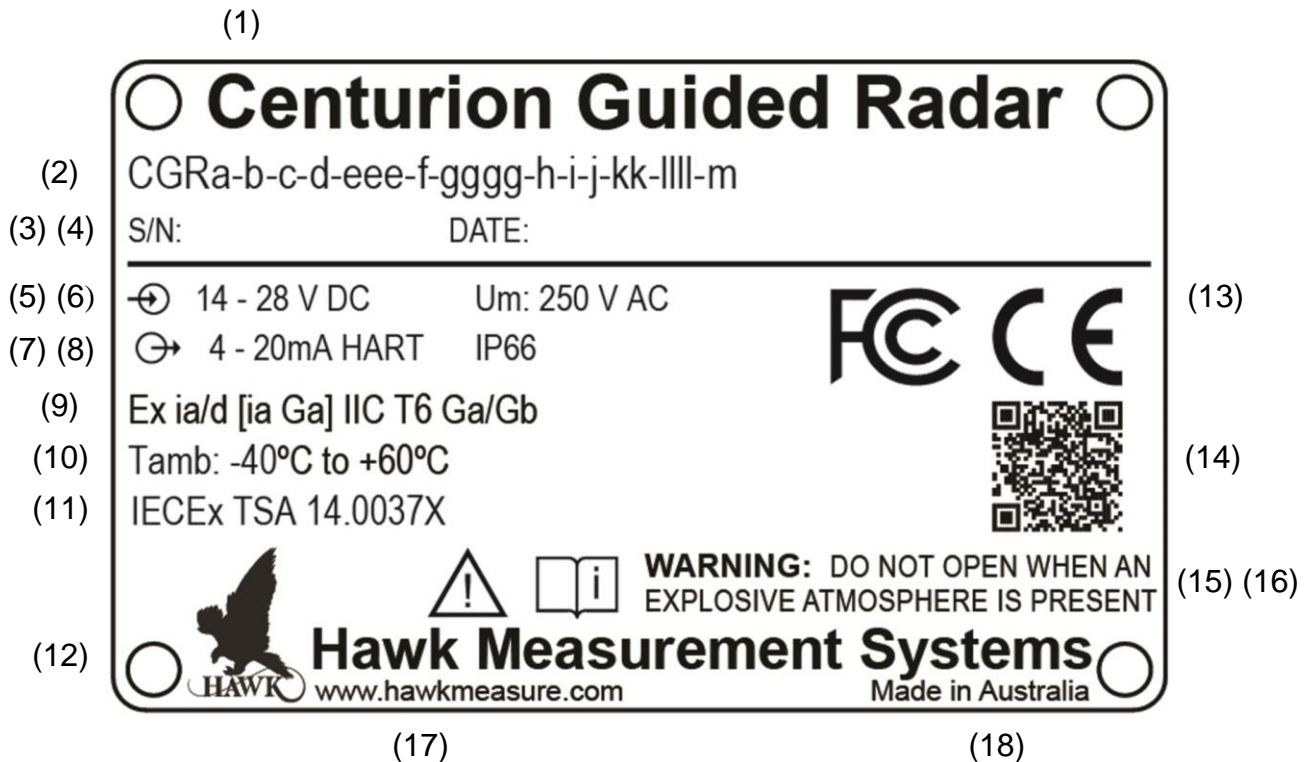 (1)
Centurion Guided Radar
(2) CGRa-b-c-d-eee-f-gggg-h-i-j-kk-llll-m
(3) (4) S/N: DATE:
(5) (6) 14 - 28 V DC Um: 250 V AC FC CE (13)
(7) (8) 4 - 20mA HART IP66
(9) Ex ia/d [ia Ga] IIC T6 Ga/Gb
(10) Tamb: -40ºC to +60ºC (14)
(11) IECEx TSA 14.0037X
! i WARNING: DO NOT OPEN WHEN AN
EXPLOSIVE ATMOSPHERE IS PRESENT (15) (16)
(12) HAWK Hawk Measurement Systems
www.hawkmeasure.com Made in Australia
(17) (18)